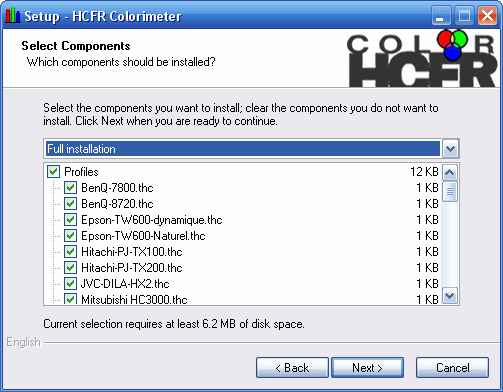 Setup - HCFR Colorimeter
Select Components
Which components should be installed?
COLOR
HCFR
Select the components you want to install; clear the components you do not want to
install. Click Next when you are ready to continue.
Full installation
Profiles 12 KB
BenQ-7800.thc 1 KB
BenQ-8720.thc 1 KB
Epson-TW600-dynamique.thc 1 KB
Epson-TW600-Naturel.thc 1 KB
Hitachi-PJ-TX100.thc 1 KB
Hitachi-PJ-TX200.thc 1 KB
JVC-DILA-HX2.thc 1 KB
Mitsubishi HC3000.thc 1 KB
Current selection requires at least 6.2 MB of disk space.
English
< Back Next > Cancel